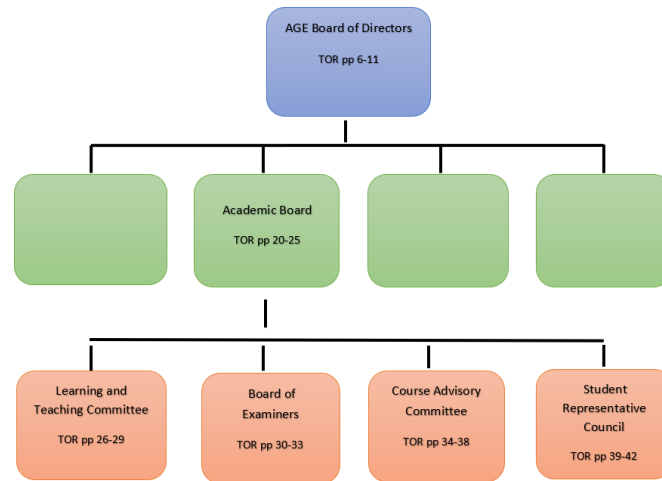 AGE Board of Directors
TOR pp 6-11
Academic Board
TOR pp 20-25
Learning and
Teaching Committee
TOR pp 26-29
Board of
Examiners
TOR pp 30-33
Course Advisory
Committee
TOR pp 34-38
Student
Representative
Council
TOR pp 39-42